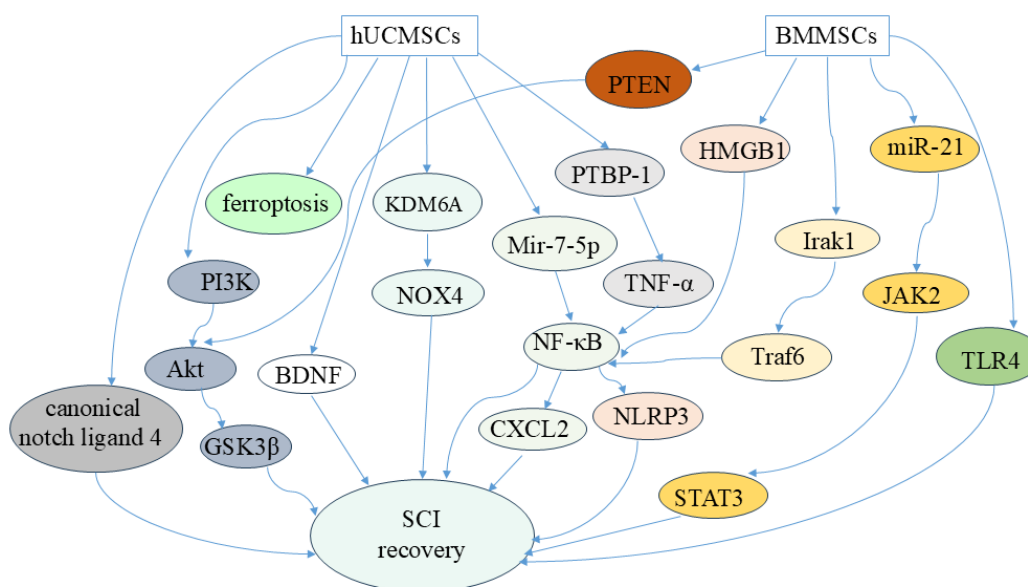 hUCMSCs
BMMSCs
PTEN
HMGB1
miR-21
PTBP-1
ferroptosis
KDM6A
Irak1
Mir-7-5p
PI3K
TNF-α
NOX4
JAK2
NF-κB
Traf6
TLR4
Akt
BDNF
canonical
notch ligand 4
NLRP3
CXCL2
GSK3β
STAT3
SCI
recovery